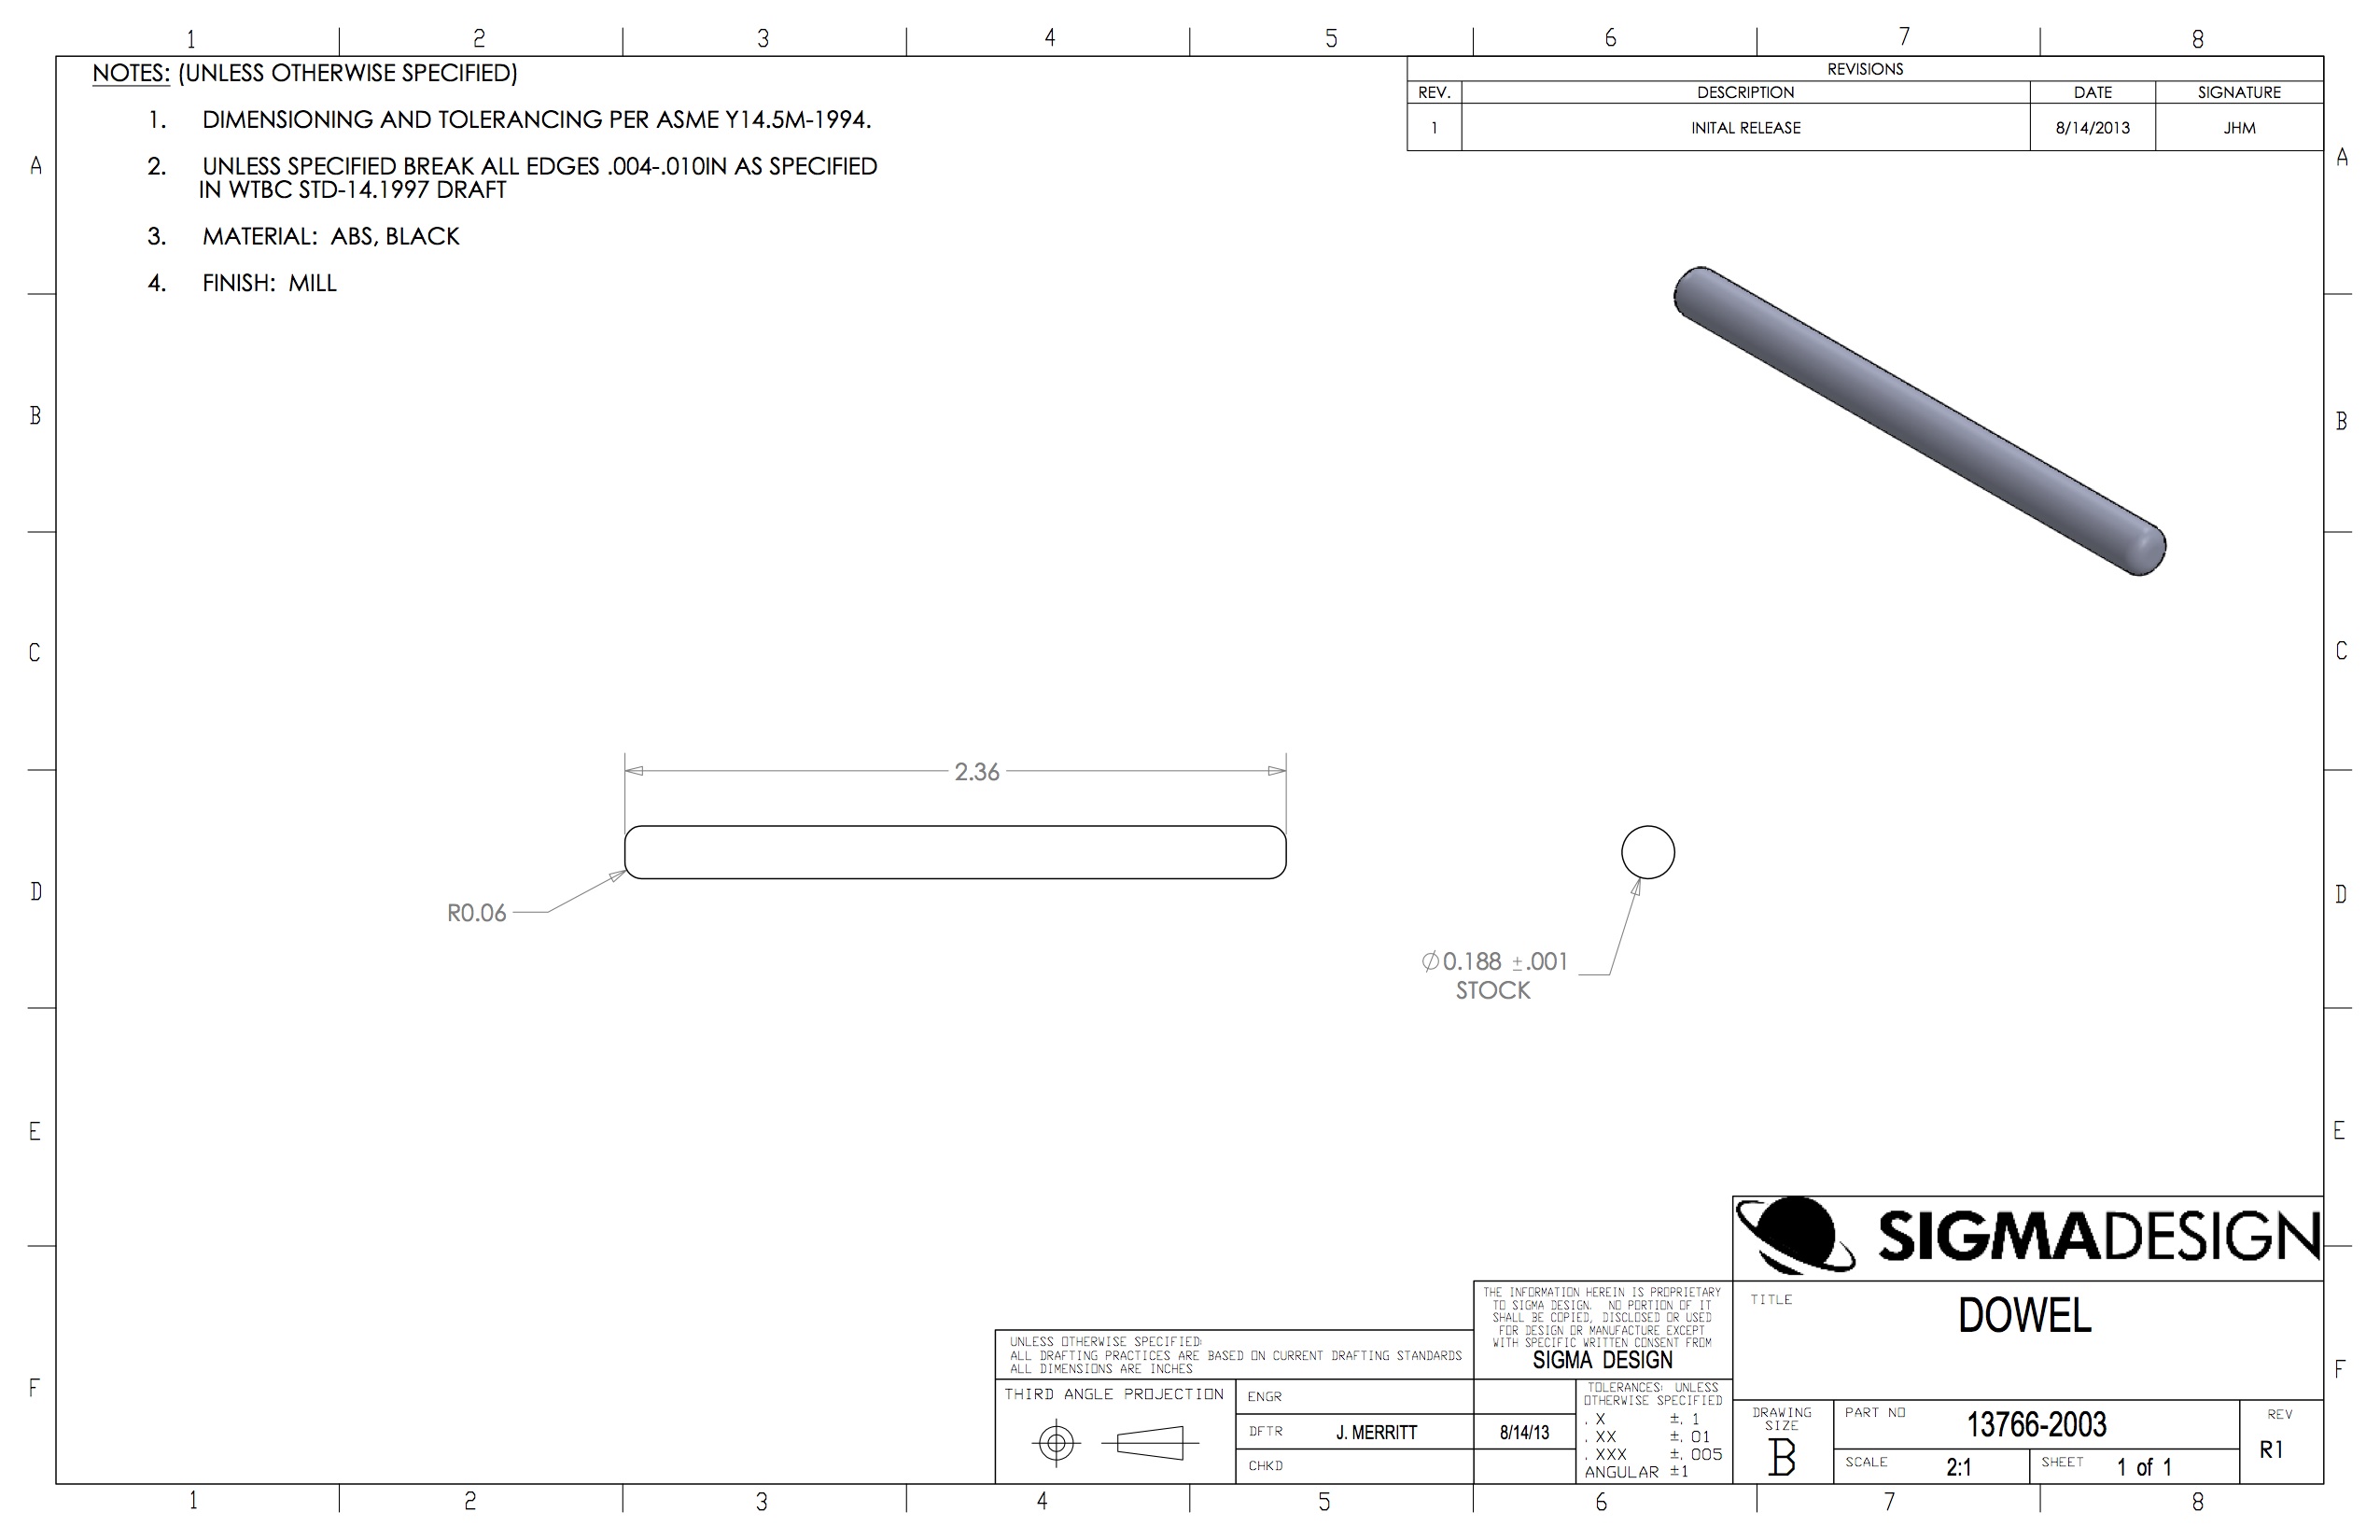 1 2 3 4 5 6 7 8
NOTES: (UNLESS OTHERWISE SPECIFIED)
1. DIMENSIONING AND TOLERANCING PER ASME Y14.5M-1994.
2. UNLESS SPECIFIED BREAK ALL EDGES .004-.010IN AS SPECIFIED
IN WTBC STD-14.1997 DRAFT
3. MATERIAL: ABS, BLACK
4. FINISH: MILL
REVISIONS
REV. DESCRIPTION DATE SIGNATURE
1 INITAL RELEASE 8/14/2013 JHM
A A
B B
C C
2.36
D D
R0.06
Ø0.188 ±.001
STOCK
E E
SIGMADESIGN
THE INFORMATION HEREIN IS PROPRIETARY
TO SIGMA DESIGN. NO PORTION OF IT
SHALL BE COPIED, DISCLOSED OR USED
FOR DESIGN OR MANUFACTURE EXCEPT
WITH SPECIFIC WRITTEN CONSENT FROM
SIGMA DESIGN
TITLE
DOWEL
UNLESS OTHERWISE SPECIFIED:
ALL DRAFTING PRACTICES ARE BASED ON CURRENT DRAFTING STANDARDS
ALL DIMENSIONS ARE INCHES
F F
THIRD ANGLE PROJECTION
ENGR
DFTR J. MERRITT 8/14/13
CHKD
TOLERANCES: UNLESS
OTHERWISE SPECIFIED
. X ±. 1
. XX ±. 01
. XXX ±. 005
ANGULAR ±1
DRAWING
SIZE
B
PART NO 13766-2003
REV
R1
SCALE 2:1
SHEET 1 of 1
1 2 3 4 5 6 7 8